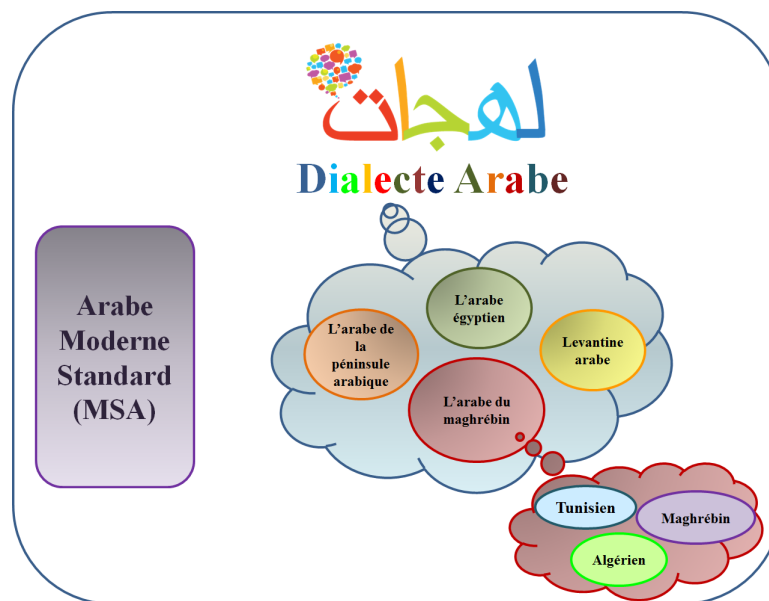 لهجات
Dialecte Arabe
Arabe
Moderne
Standard
(MSA)
L'arabe
égyptien
L'arabe de
la
péninsule
arabique
Levantine
arabe
L'arabe du
maghrébin
Tunisien
Maghrébin
Algérien